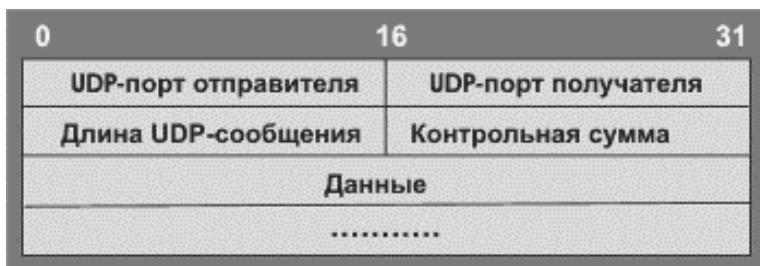 0 16 31
UDP-порт отправителя UDP-порт получателя
Длина UDP-сообщения Контрольная сумма
Данные
...........